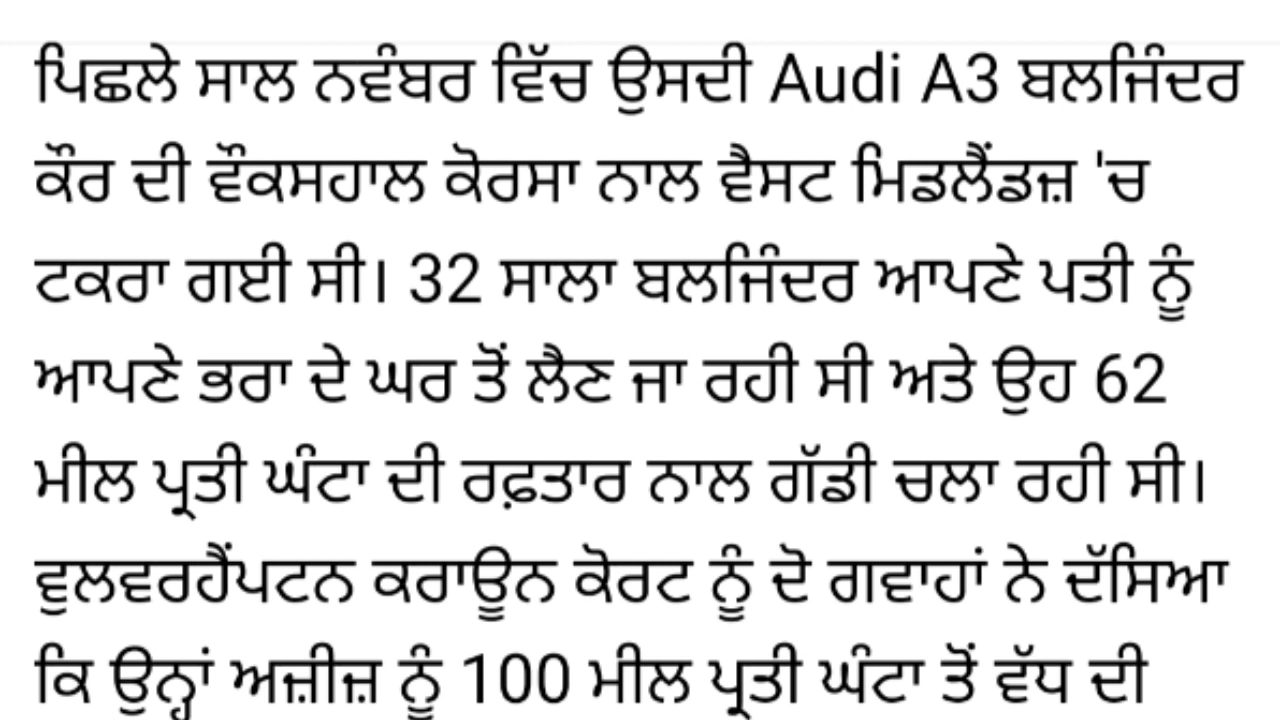 ਪਿਛਲੇ ਸਾਲ ਨਵੰਬਰ ਵਿੱਚ ਉਸਦੀ Audi A3 ਬਲਜਿੰਦਰ
ਕੌਰ ਦੀ ਵੌਕਸਹਾਲ ਕੋਰਸਾ ਨਾਲ ਵੈਸਟ ਮਿਡਲੈਂਡਜ਼ 'ਚ
ਟਕਰਾ ਗਈ ਸੀ। 32 ਸਾਲਾ ਬਲਜਿੰਦਰ ਆਪਣੇ ਪਤੀ ਨੂੰ
ਆਪਣੇ ਭਰਾ ਦੇ ਘਰ ਤੋਂ ਲੈਣ ਜਾ ਰਹੀ ਸੀ ਅਤੇ ਉਹ 62
ਮੀਲ ਪ੍ਰਤੀ ਘੰਟਾ ਦੀ ਰਫ਼ਤਾਰ ਨਾਲ ਗੱਡੀ ਚਲਾ ਰਹੀ ਸੀ।
ਵੁਲਵਰਹੈਂਪਟਨ ਕਰਾਊਨ ਕੋਰਟ ਨੂੰ ਦੋ ਗਵਾਹਾਂ ਨੇ ਦੱਸਿਆ
ਕਿ ਉਨ੍ਹਾਂ ਅਜ਼ੀਜ਼ ਨੂੰ 100 ਮੀਲ ਪ੍ਰਤੀ ਘੰਟਾ ਤੋਂ ਵੱਧ ਦੀ